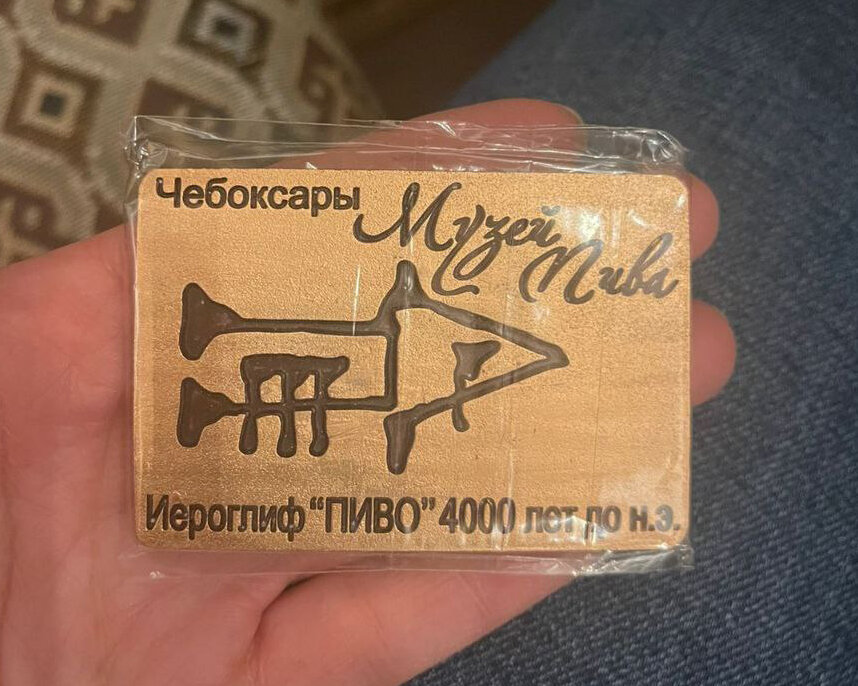 Чебоксары
Музей
Пива
Иероглиф “ПИВО” 4000 лет до н.э.